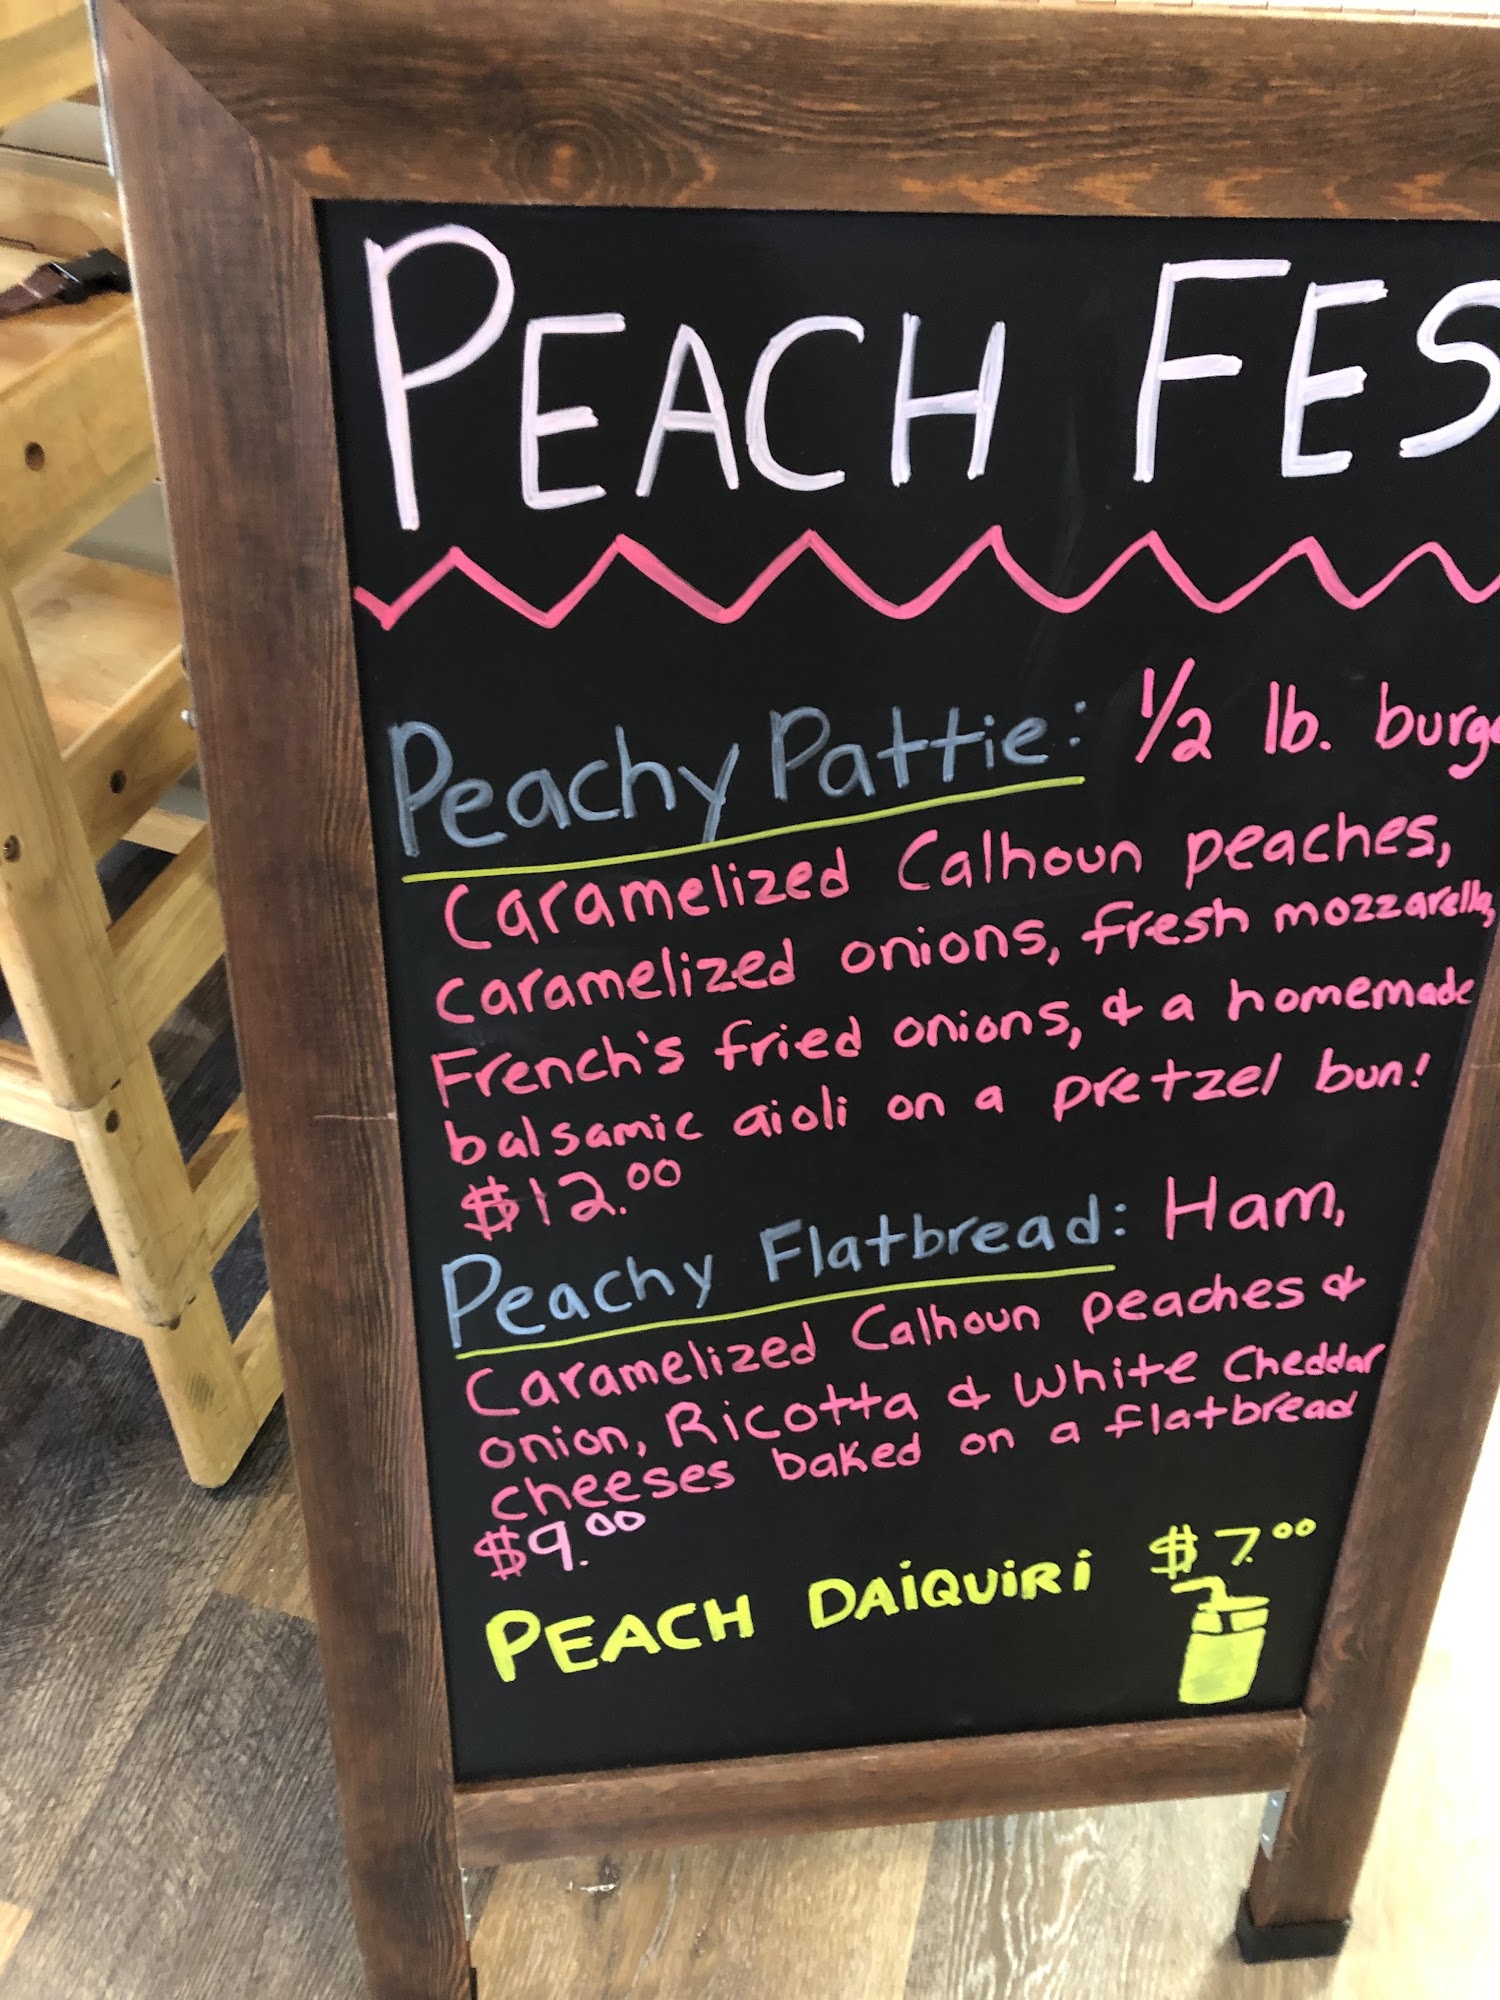 PEACH FES
Peachy Pattie: 1/2 lb. burge
Caramelized Calhoun peaches,
caramelized onions, fresh mozzarella,
French's fried onions, & a homemade
balsamic aioli on a pretzel bun!
$12.00
Peachy Flatbread: Ham,
Caramelized Calhoun peaches &
onion, Ricotta & White Cheddar
cheeses baked on a flatbread
$9.00
PEACH DAIQUIRI $7.00